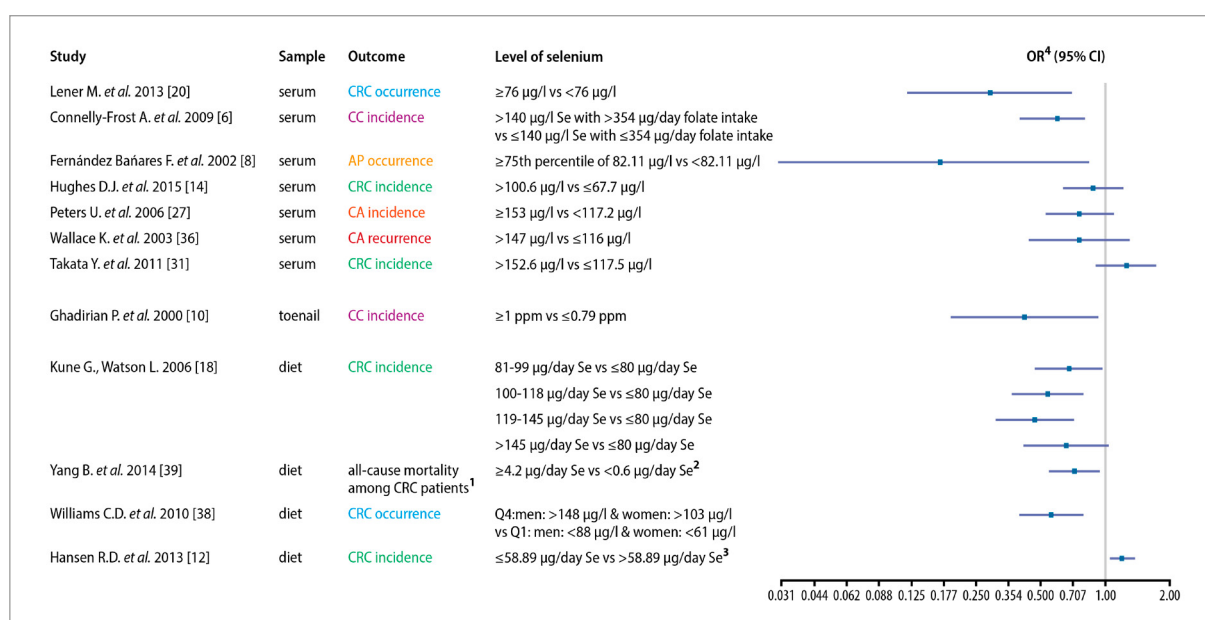 Study Sample Outcome Level of selenium OR4 (95% CI)
Lener M. et al. 2013 [20] serum CRC occurrence ≥76 µg/l vs <76 µg/l
Connelly-Frost A. et al. 2009 [6] serum CC incidence >140 µg/l Se with >354 µg/day folate intake
vs ≤140 µg/l Se with ≤354 µg/day folate intake
Fernández Bańares F. et al. 2002 [8] serum AP occurrence ≥75th percentile of 82.11 µg/l vs <82.11 µg/l
Hughes D.J. et al. 2015 [14] serum CRC incidence >100.6 µg/l vs ≤67.7 µg/l
Peters U. et al. 2006 [27] serum CA incidence ≥153 µg/l vs <117.2 µg/l
Wallace K. et al. 2003 [36] serum CA recurrence >147 µg/l vs ≤116 µg/l
Takata Y. et al. 2011 [31] serum CRC incidence >152.6 µg/l vs ≤117.5 µg/l
Ghadirian P. et al. 2000 [10] toenail CC incidence ≥1 ppm vs ≤0.79 ppm
Kune G., Watson L. 2006 [18] diet CRC incidence 81-99 µg/day Se vs ≤80 µg/day Se
100-118 µg/day Se vs ≤80 µg/day Se
119-145 µg/day Se vs ≤80 µg/day Se
>145 µg/day Se vs ≤80 µg/day Se
Yang B. et al. 2014 [39] diet all-cause mortality ≥4.2 µg/day Se vs <0.6 µg/day Se2
among CRC patients1
Williams C.D. et al. 2010 [38] diet CRC occurrence Q4:men: >148 µg/l & women: >103 µg/l
vs Q1: men: <88 µg/l & women: <61 µg/l
Hansen R.D. et al. 2013 [12] diet CRC incidence ≤58.89 µg/day Se vs >58.89 µg/day Se3
0.031 0.044 0.062 0.088 0.125 0.177 0.250 0.354 0.500 0.707 1.00 2.00